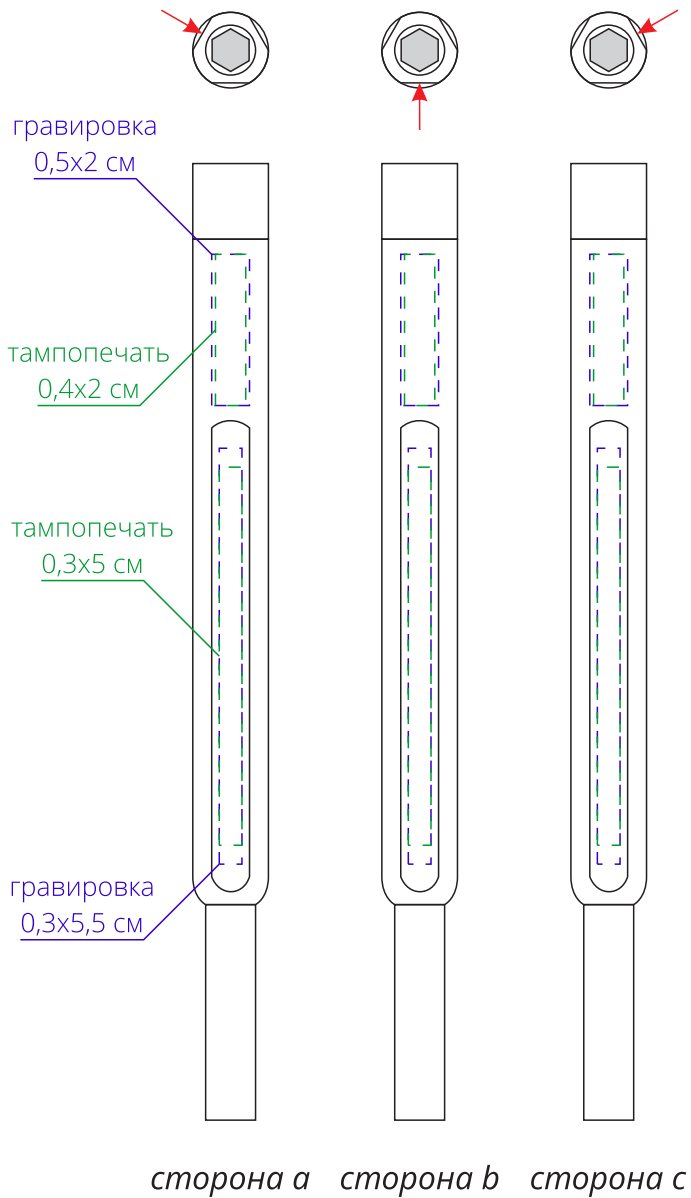 гравировка
0,5х2 см
тампопечать
0,4х2 см
тампопечать
0,3х5 см
гравировка
0,3х5,5 см
сторона a сторона b сторона c